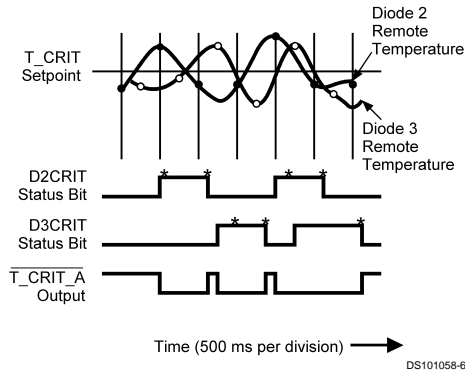 Diode 2
Remote
Temperature
T_CRIT
Setpoint
Diode 3
Remote
Temperature
D2CRIT
Status Bit
* * * *
D3CRIT
Status Bit
* * *
T_CRIT_A
Output
Time (500 ms per division)
DS101058-6